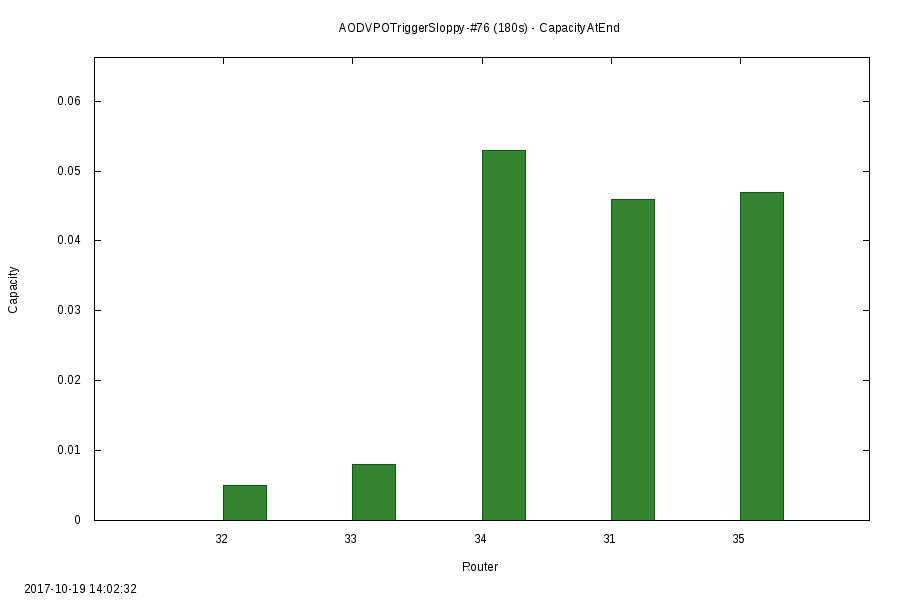 AODVPOTriggerSloppy-#76 (180s) - CapacityAtEnd
0.06
0.05
0.04
0.03
0.02
0.01
0
Capacity
32 33 34 31 35
Router
2017-10-19 14:02:32